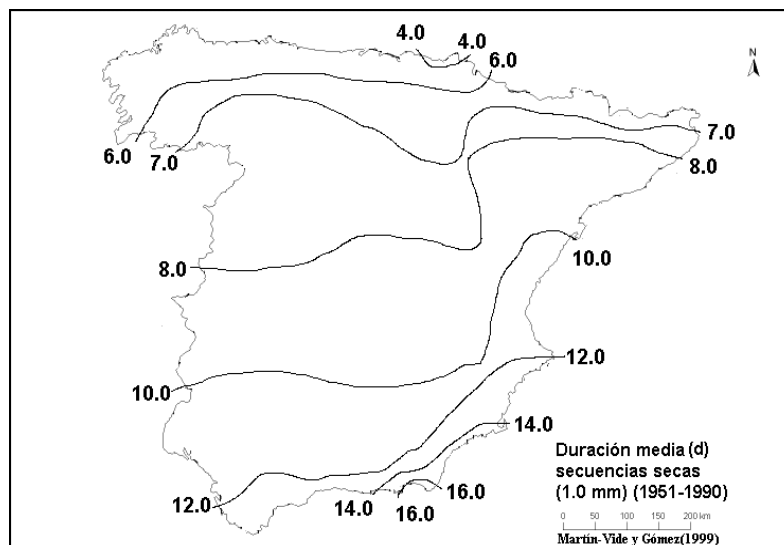 4.0
4.0
6.0
N
7.0
6.0
7.0
8.0
10.0
8.0
12.0
10.0
14.0
Duración media (d)
secuencias secas
(1.0 mm) (1951-1990)
16.0
12.0
14.0
16.0
0 50 100 150 200 km
Martín-Vide y Gómez(1999)